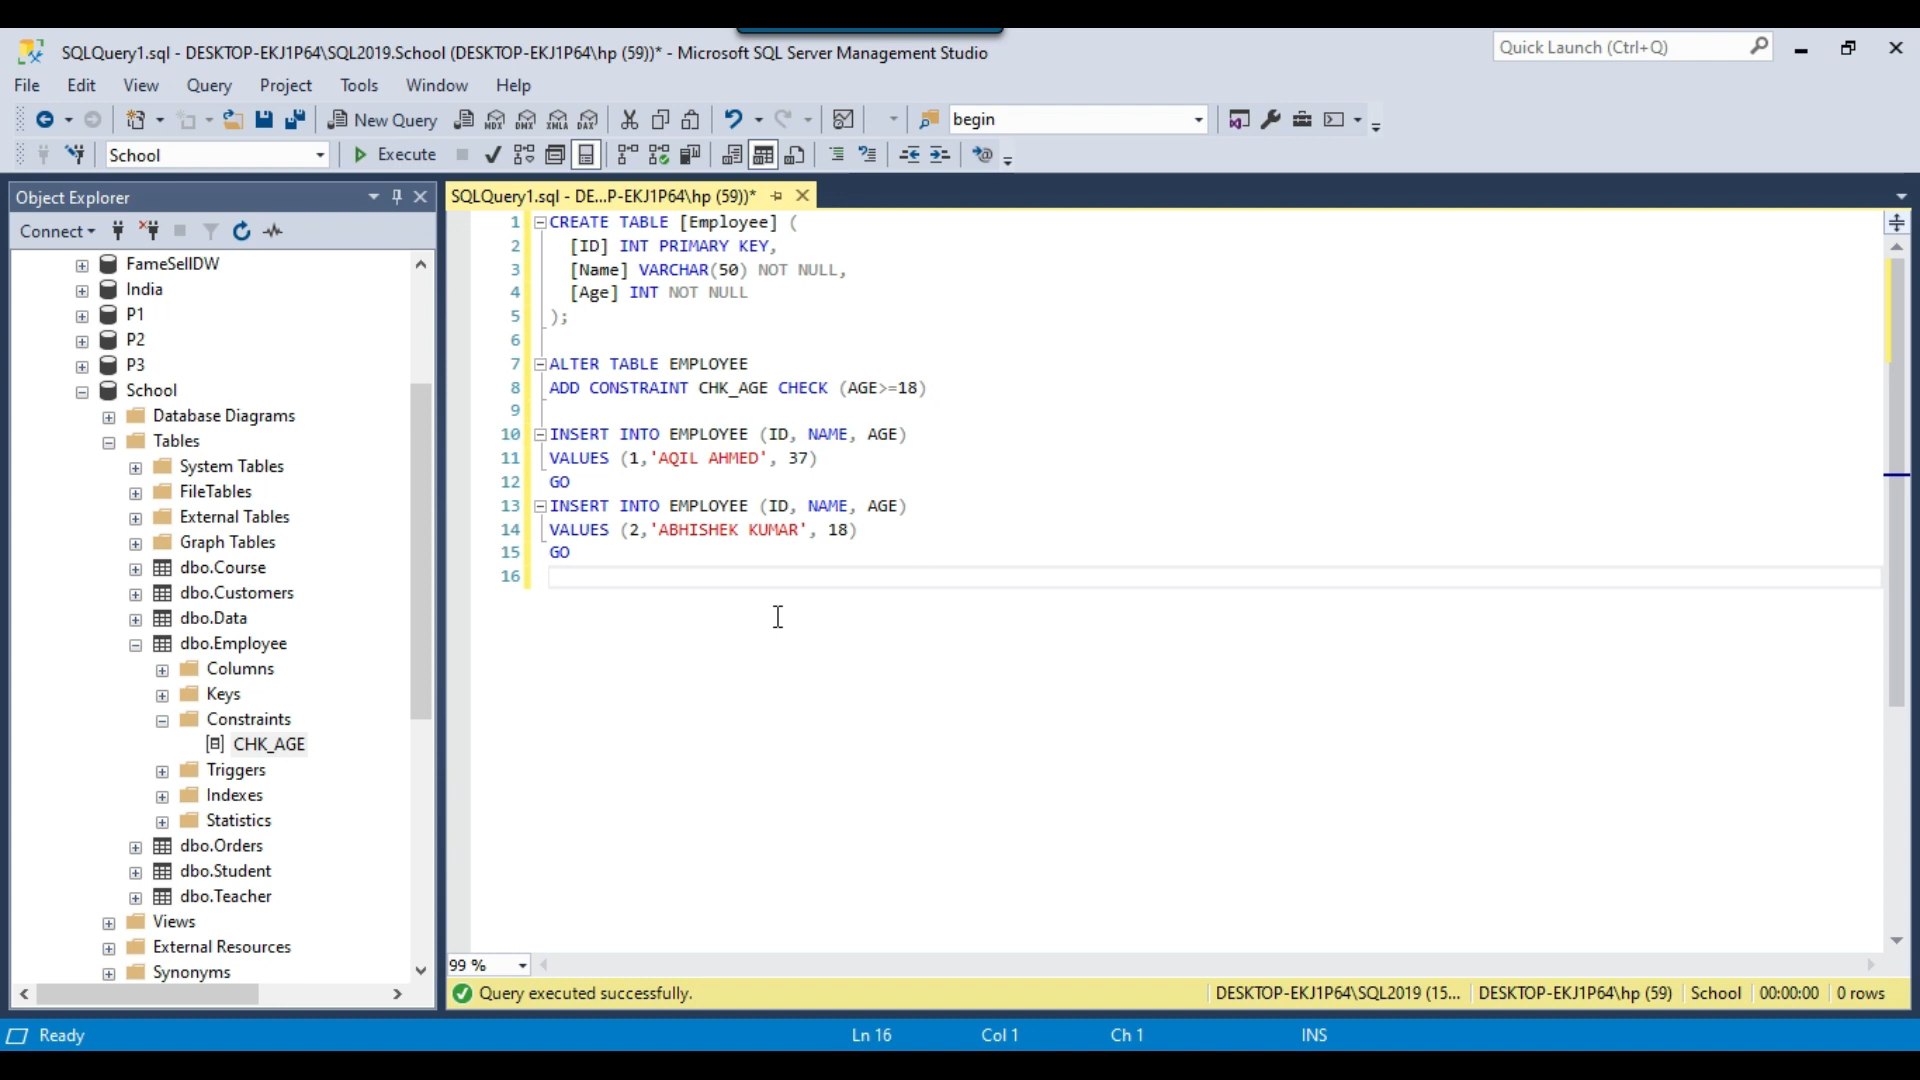 SQLQuery1.sql - DESKTOP-EKJ1P64\SQL2019.School (DESKTOP-EKJ1P64\hp (59))* - Microsoft SQL Server Management Studio
Quick Launch (Ctrl+Q)
File Edit View Query Project Tools Window Help
New Query MDX DMX XMLA DAX begin
School Execute
Object Explorer
Connect
FameSellDW
India
P1
P2
P3
School
Database Diagrams
Tables
System Tables
FileTables
External Tables
Graph Tables
dbo.Course
dbo.Customers
dbo.Data
dbo.Employee
Columns
Keys
Constraints
CHK_AGE
Triggers
Indexes
Statistics
dbo.Orders
dbo.Student
dbo.Teacher
Views
External Resources
Synonyms
SQLQuery1.sql - DE...P-EKJ1P64\hp (59))*
1 CREATE TABLE [Employee] (
2 [ID] INT PRIMARY KEY,
3 [Name] VARCHAR(50) NOT NULL,
4 [Age] INT NOT NULL
5 );
6
7 ALTER TABLE EMPLOYEE
8 ADD CONSTRAINT CHK_AGE CHECK (AGE>=18)
9
10 INSERT INTO EMPLOYEE (ID, NAME, AGE)
11 VALUES (1,'AQIL AHMED', 37)
12 GO
13 INSERT INTO EMPLOYEE (ID, NAME, AGE)
14 VALUES (2,'ABHISHEK KUMAR', 18)
15 GO
16
99 %
Query executed successfully. DESKTOP-EKJ1P64\SQL2019 (15... DESKTOP-EKJ1P64\hp (59) School 00:00:00 0 rows
Ready Ln 16 Col 1 Ch 1 INS